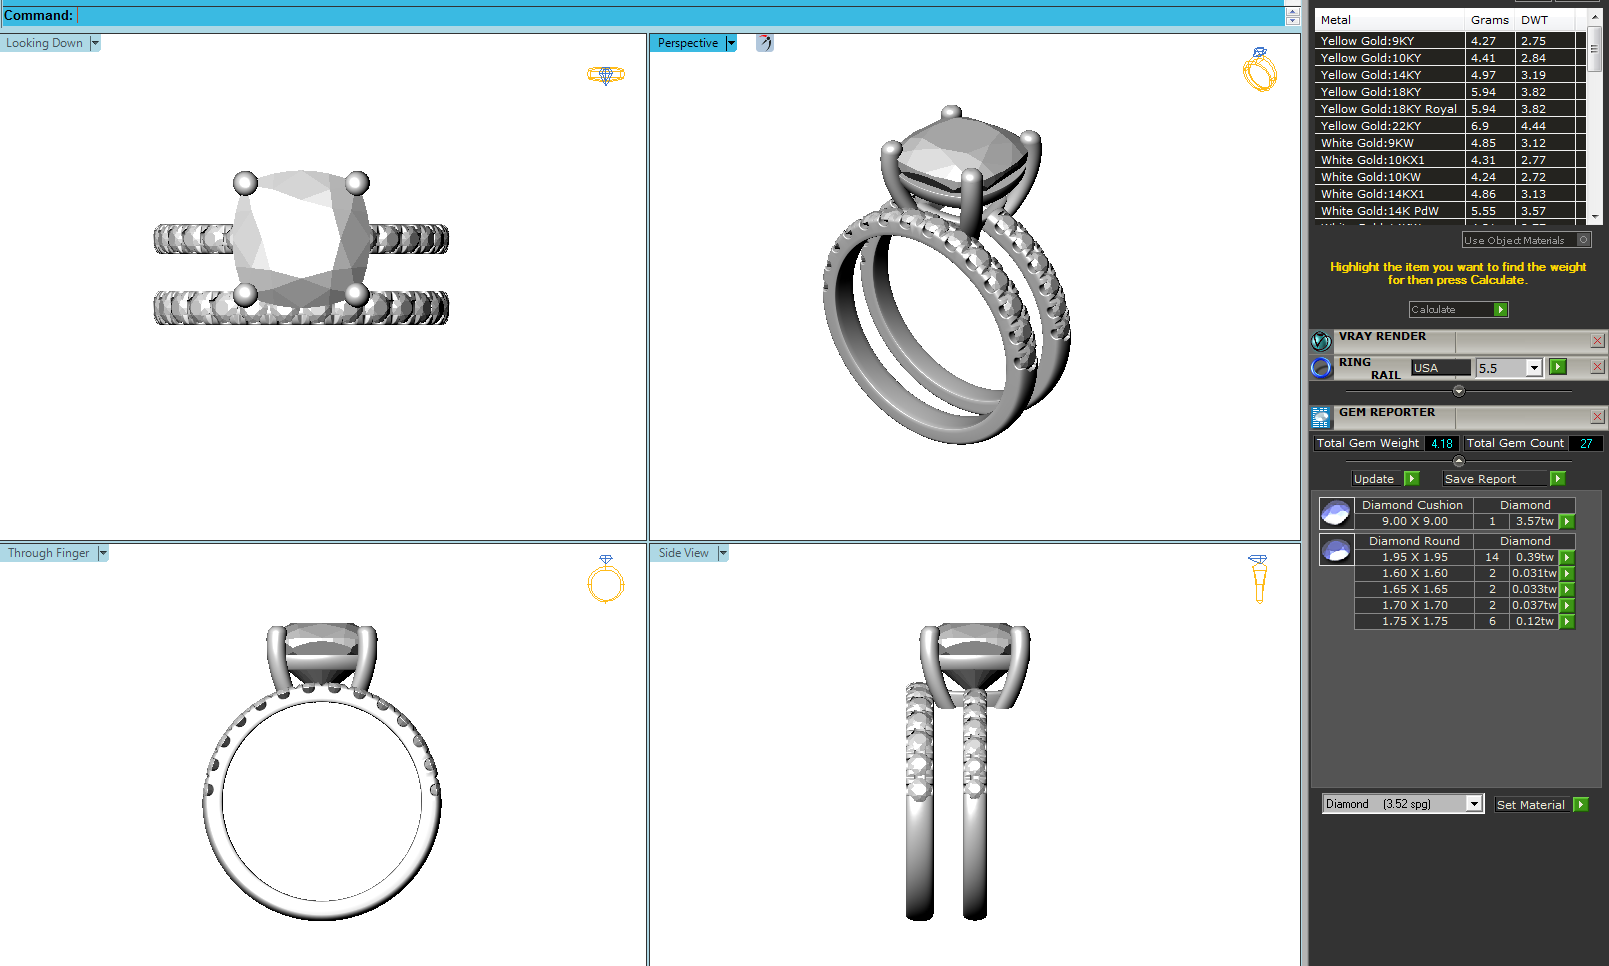 Command:
Looking Down
Perspective
Through Finger
Side View
Metal Grams DWT
Yellow Gold:9KY 4.27 2.75
Yellow Gold:10KY 4.41 2.84
Yellow Gold:14KY 4.97 3.19
Yellow Gold:18KY 5.94 3.82
Yellow Gold:18KY Royal 5.94 3.82
Yellow Gold:22KY 6.9 4.44
White Gold:9KW 4.85 3.12
White Gold:10KX1 4.31 2.77
White Gold:10KW 4.24 2.72
White Gold:14KX1 4.86 3.13
White Gold:14K PdW 5.55 3.57
Use Object Materials
Highlight the item you want to find the weight
for then press Calculate.
Calculate
VRAY RENDER
RING
RAIL USA 5.5
GEM REPORTER
Total Gem Weight 4.18 Total Gem Count 27
Update Save Report
Diamond Cushion Diamond
9.00 X 9.00 1 3.57tw
Diamond Round Diamond
1.95 X 1.95 14 0.39tw
1.60 X 1.60 2 0.031tw
1.65 X 1.65 2 0.033tw
1.70 X 1.70 2 0.037tw
1.75 X 1.75 6 0.12tw
Diamond (3.52 spg) Set Material